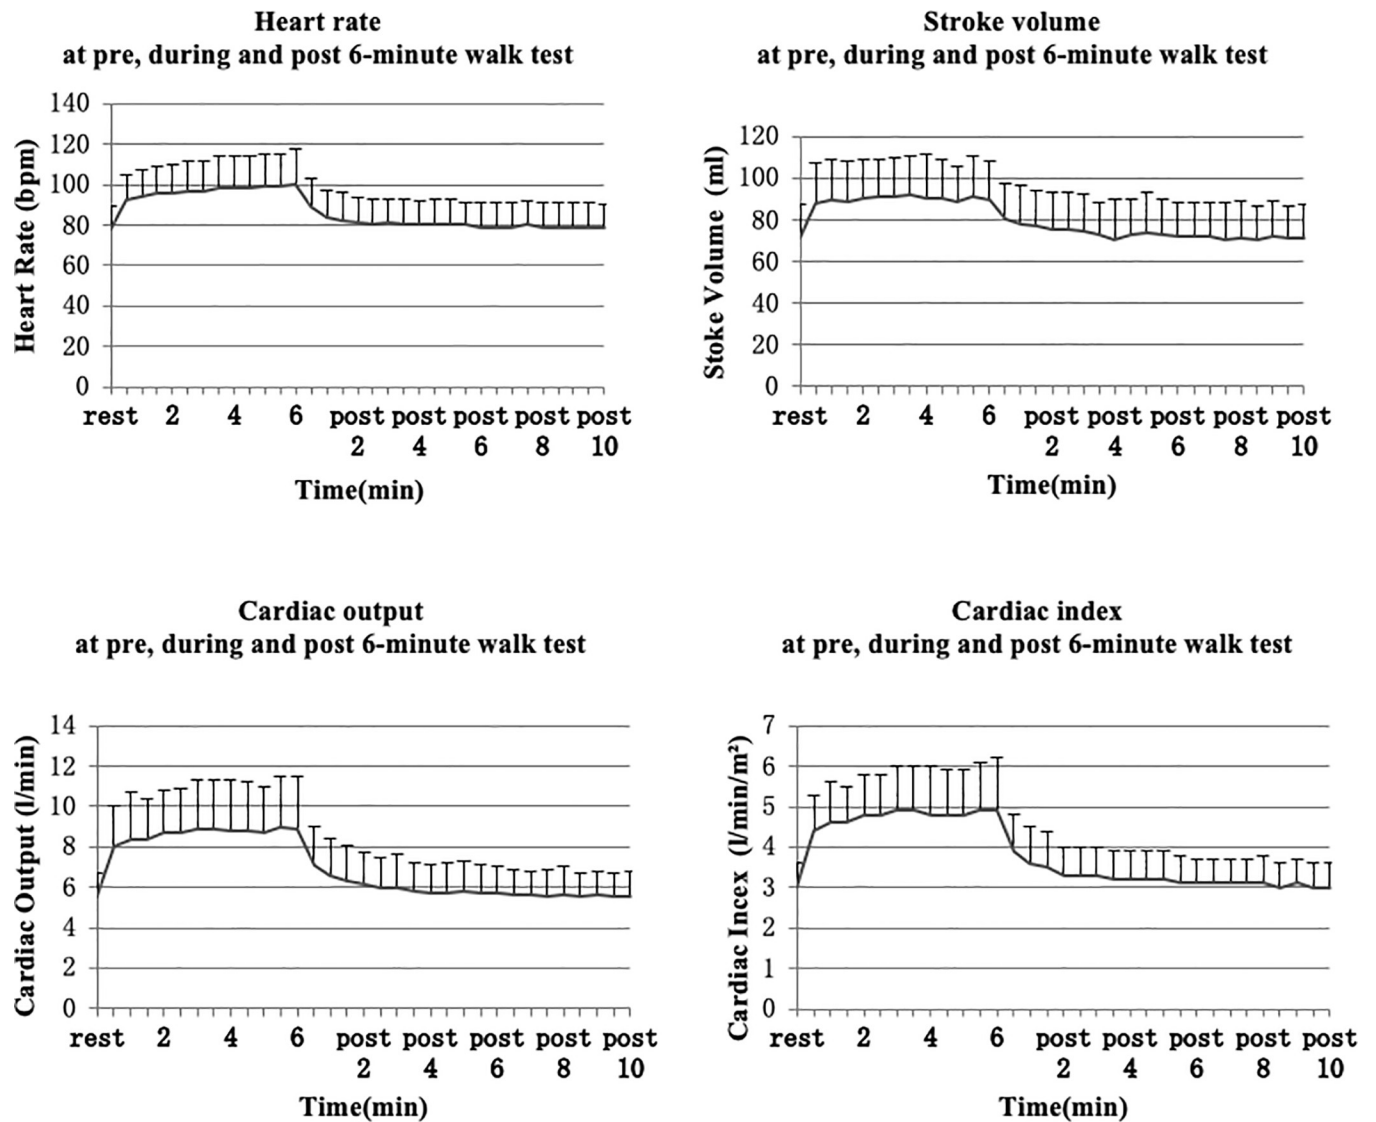 Heart rate
at pre, during and post 6-minute walk test
Heart Rate (bpm)
140
120
100
80
60
40
20
0
rest 2 4 6 post post post post post
2 4 6 8 10
Time(min)
Stroke volume
at pre, during and post 6-minute walk test
Stoke Volume (ml)
120
100
80
60
40
20
0
rest 2 4 6 post post post post post
2 4 6 8 10
Time(min)
Cardiac output
at pre, during and post 6-minute walk test
Cardiac Output (l/min)
14
12
10
8
6
4
2
0
rest 2 4 6 post post post post post
2 4 6 8 10
Time(min)
Cardiac index
at pre, during and post 6-minute walk test
Cardiac Incex (l/min/m²)
7
6
5
4
3
2
1
0
rest 2 4 6 post post post post post
2 4 6 8 10
Time(min)